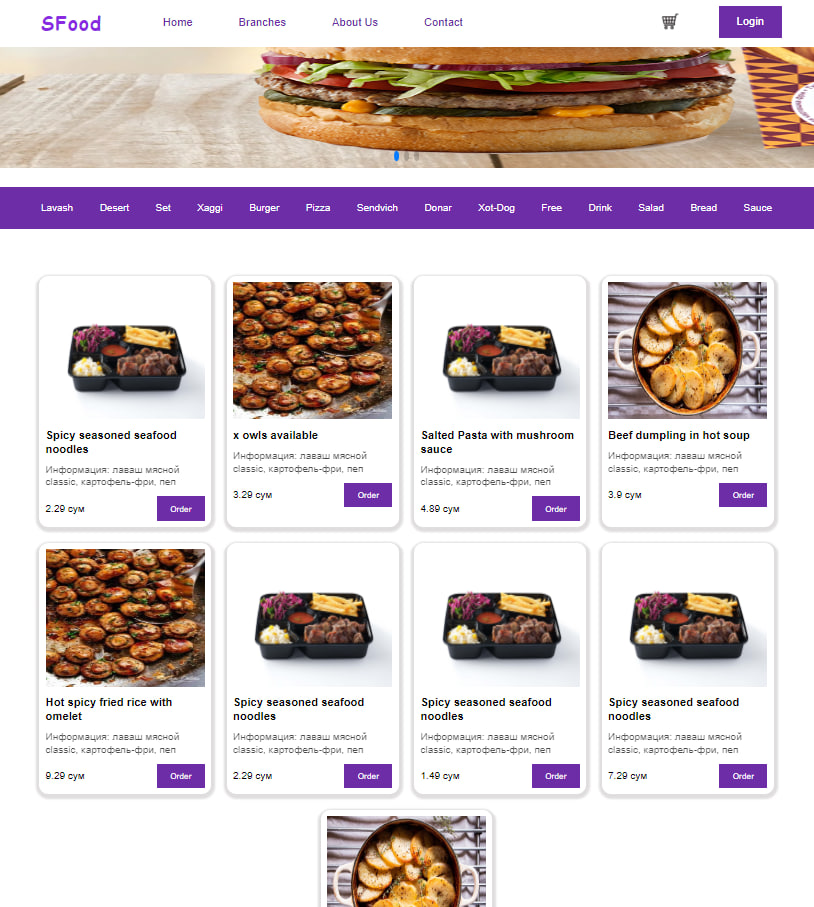 SFood Home Branches About Us Contact Login
Lavash Desert Set Xaggi Burger Pizza Sendvich Donar Xot-Dog Free Drink Salad Bread Sauce
Spicy seasoned seafood
noodles
Информация: лаваш мясной
classic, картофель-фри, пеп
2.29 сум Order
x owls available
Информация: лаваш мясной
classic, картофель-фри, пеп
3.29 сум Order
Salted Pasta with mushroom
sauce
Информация: лаваш мясной
classic, картофель-фри, пеп
4.89 сум Order
Beef dumpling in hot soup
Информация: лаваш мясной
classic, картофель-фри, пеп
3.9 сум Order
Hot spicy fried rice with
omelet
Информация: лаваш мясной
classic, картофель-фри, пеп
9.29 сум Order
Spicy seasoned seafood
noodles
Информация: лаваш мясной
classic, картофель-фри, пеп
2.29 сум Order
Spicy seasoned seafood
noodles
Информация: лаваш мясной
classic, картофель-фри, пеп
1.49 сум Order
Spicy seasoned seafood
noodles
Информация: лаваш мясной
classic, картофель-фри, пеп
7.29 сум Order